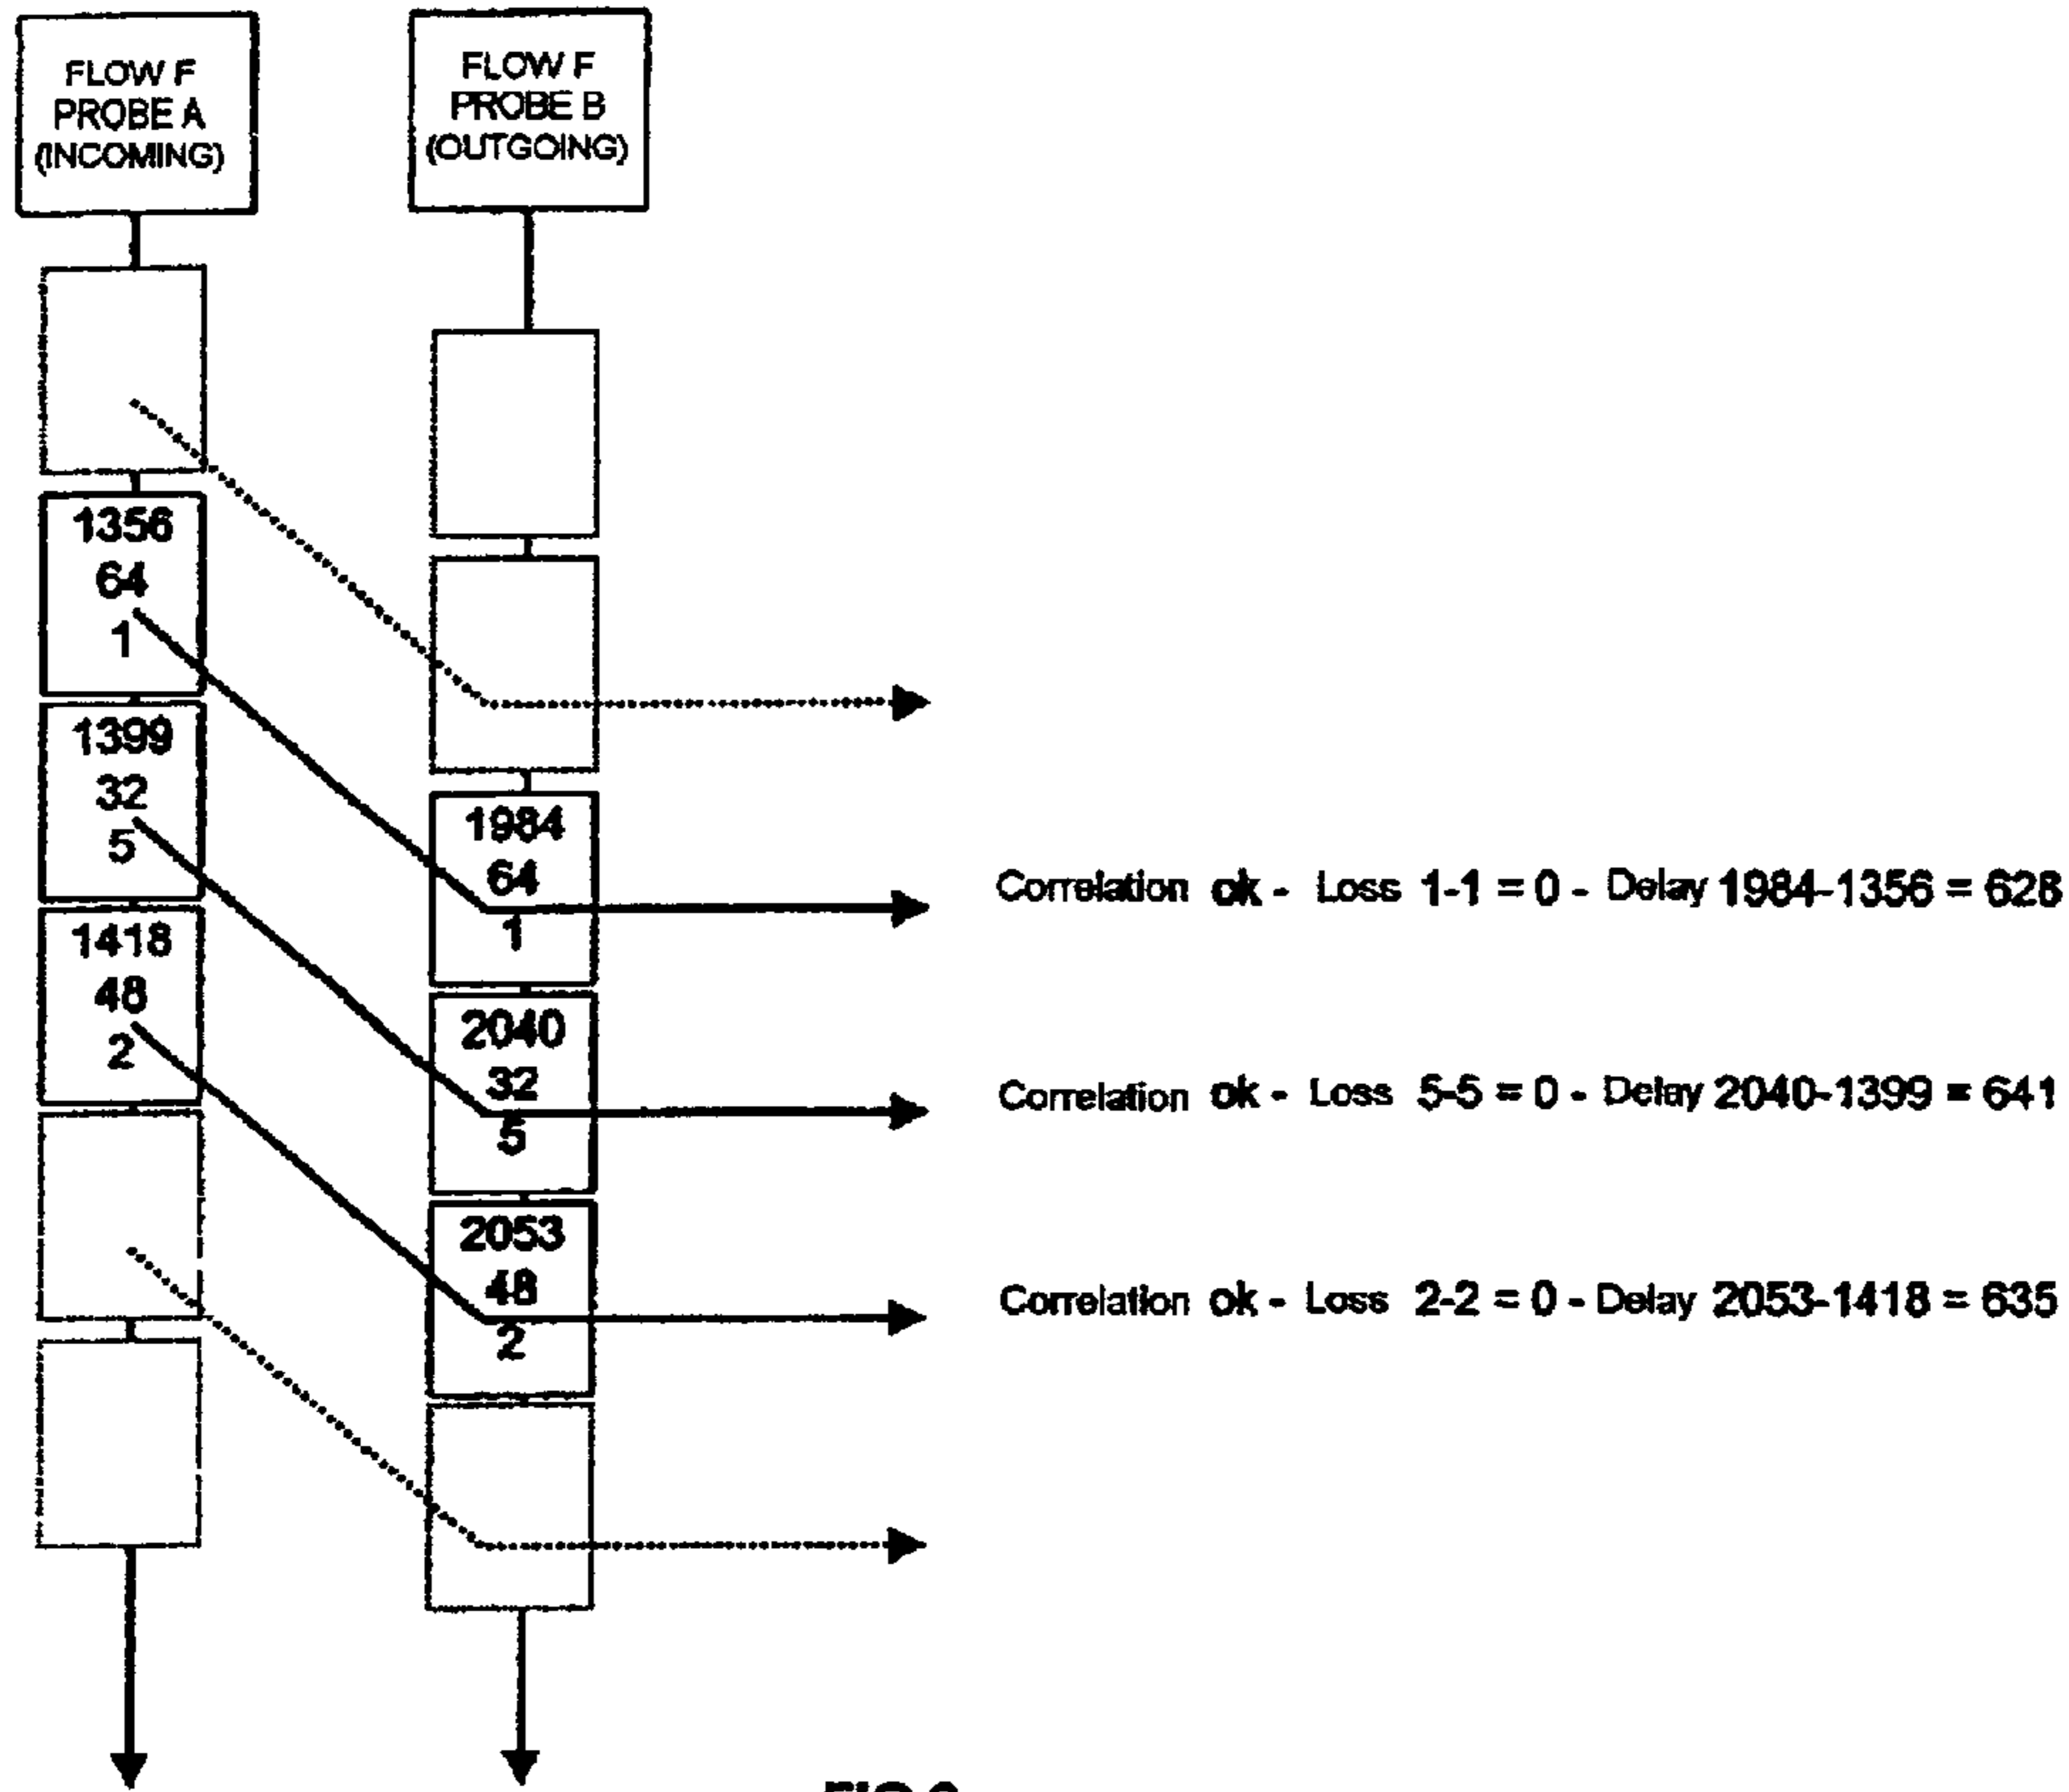 FLOW F
PROBE A
(INCOMING)
FLOW F
PROBE B
(OUTGOING)
1356
64
1
1399
32
5
1418
48
2
1984
64
1
2040
32
5
2053
48
2
Correlation ok - Loss 1-1 = 0 - Delay 1984-1356 = 628
Correlation ok - Loss 5-5 = 0 - Delay 2040-1399 = 641
Correlation ok - Loss 2-2 = 0 - Delay 2053-1418 = 635